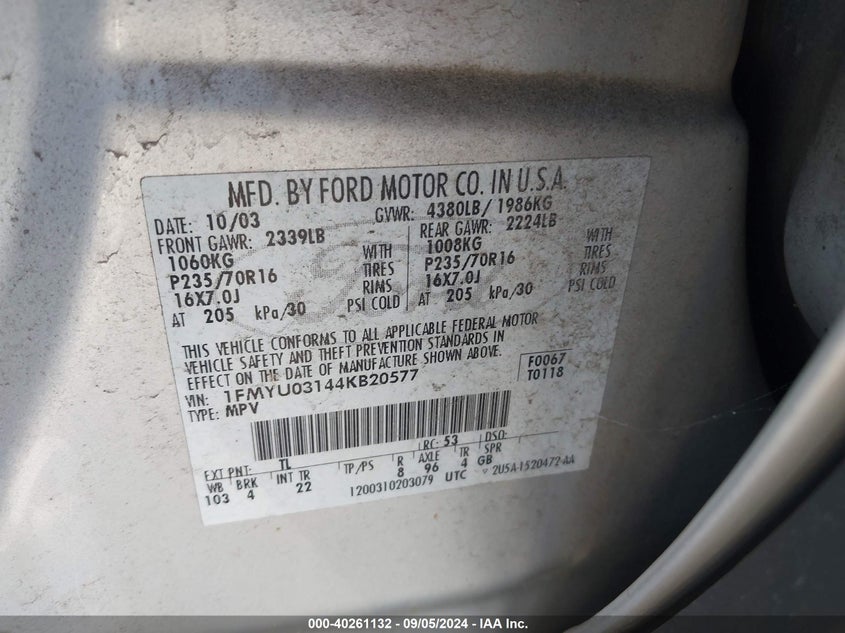 MFD. BY FORD MOTOR CO. IN U.S.A.
DATE: 10/03 GVWR: 4380LB/ 1986KG
FRONT GAWR: 2339LB REAR GAWR: 2224LB
1060KG WITH 1008KG WITH
P235/70R16 TIRES P235/70R16 TIRES
16X7.0J RIMS 16X7.0J RIMS
AT 205 kPa/30 PSI COLD AT 205 kPa/30 PSI COLD
THIS VEHICLE CONFORMS TO ALL APPLICABLE FEDERAL MOTOR
VEHICLE SAFETY AND THEFT PREVENTION STANDARDS IN
EFFECT ON THE DATE OF MANUFACTURE SHOWN ABOVE.
VIN: 1FMYU03144KB20577 F0067
TYPE: MPV T0118
EXT PNT: TL RC: 53 DSO:
WB BRK INT TR TP/PS R AXLE TR SPR
103 4 22 8 96 4 GB
1200310203079 UTC 2U5A-1520472-AA
000-40261132 - 09/05/2024 - IAA, Inc.